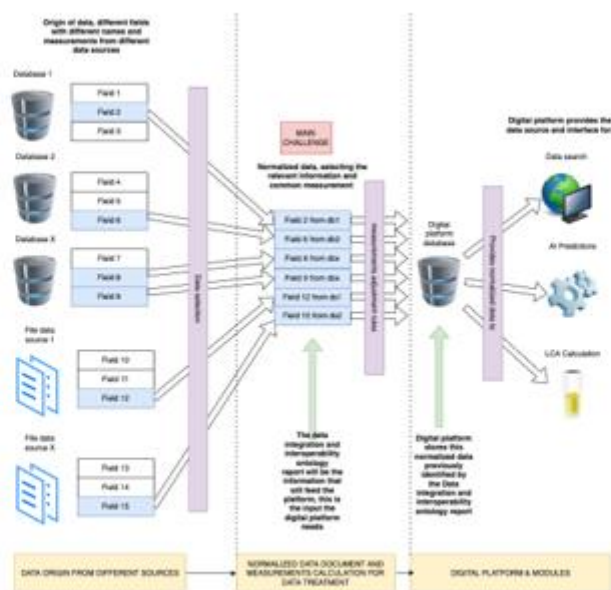 Origin of data, different fields
with different names and
measurements from different
data sources
Database 1
Field 1
Field 2
Field 3
Database 2
Field 4
Field 5
Field 6
Database X
Field 7
Field 8
Field 9
File data
source 1
Field 10
Field 11
Field 12
File data
source X
Field 13
Field 14
Field 15
Data selection
MAIN
CHALLENGE
Normalized data, selecting the
relevant information and
common measurement
Field 2 from db1
Field 6 from db2
Field 8 from dbx
Field 9 from dbx
Field 12 from ds1
Field 15 from
Measurements adjustment
The data
integration and
interoperability
ontology
report will be the
information that
will feed the
platform, this is
the input the
digital platform
needs
Digital
platform
database
Digital platform
stores this
normalized data
previously
identified by
the Data
integration and
interoperability
ontology report
Provides normalized data to
Digital platform provides the
data source and interface for
Data search
AI Predictions
LCA Calculation
DATA ORIGIN FROM DIFFERENT SOURCES
NORMALIZED DATA DOCUMENT AND
MEASUREMENTS CALCULATION FOR
DATA TREATMENT
DIGITAL PLATFORM & MODULES